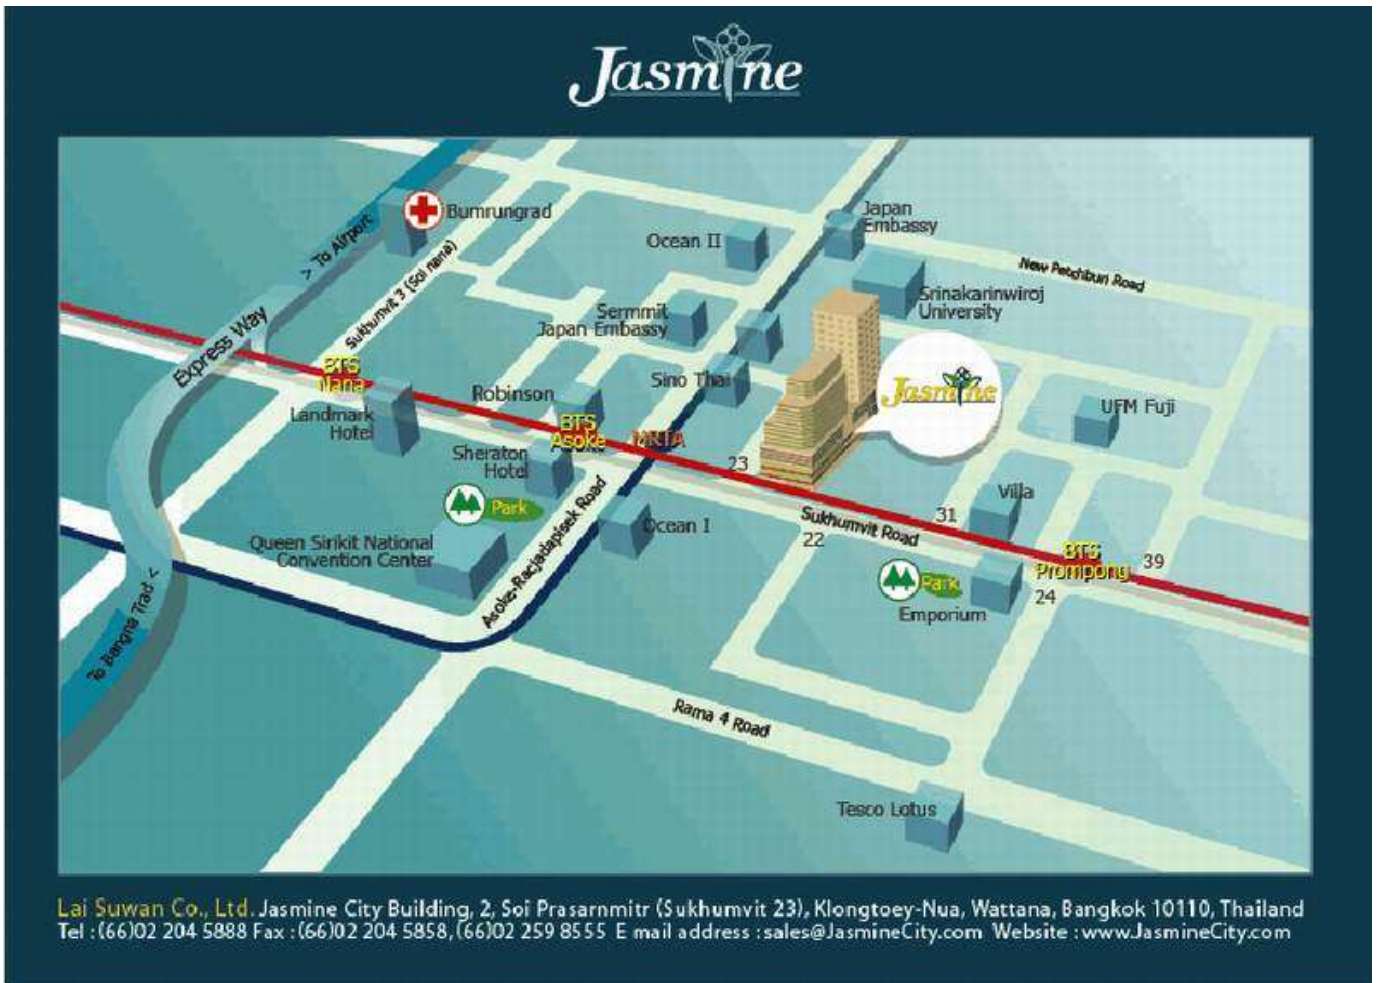 Jasmine
Bumrungrad
> To Airport
Sukhumvit 3 (Soi nana)
Express Way
Japan
Embassy
Ocean II
New Petchburi Road
Srinakarinwiroj
University
Sermmit
Japan Embassy
Sino Thai
Jasmine
BTS
Nana
Landmark
Hotel
Robinson
BTS
Asoke
MRTA
UFM Fuji
Sheraton
Hotel
23
Park
Asoke-Racjadapisek Road
Ocean I
Sukhumvit Road
22
31
Villa
Queen Sirikit National
Convention Center
BTS
Prompong
39
Park
Emporium
24
To Bangna Trad <
Rama 4 Road
Tesco Lotus
Lai Suwan Co., Ltd. Jasmine City Building, 2, Soi Prasarnmitr (Sukhumvit 23), Klongtoey-Nua, Wattana, Bangkok 10110, Thailand
Tel :(66)02 204 5888 Fax :(66)02 204 5858,(66)02 259 8555 E mail address :sales@JasmineCity.com Website :www.JasmineCity.com